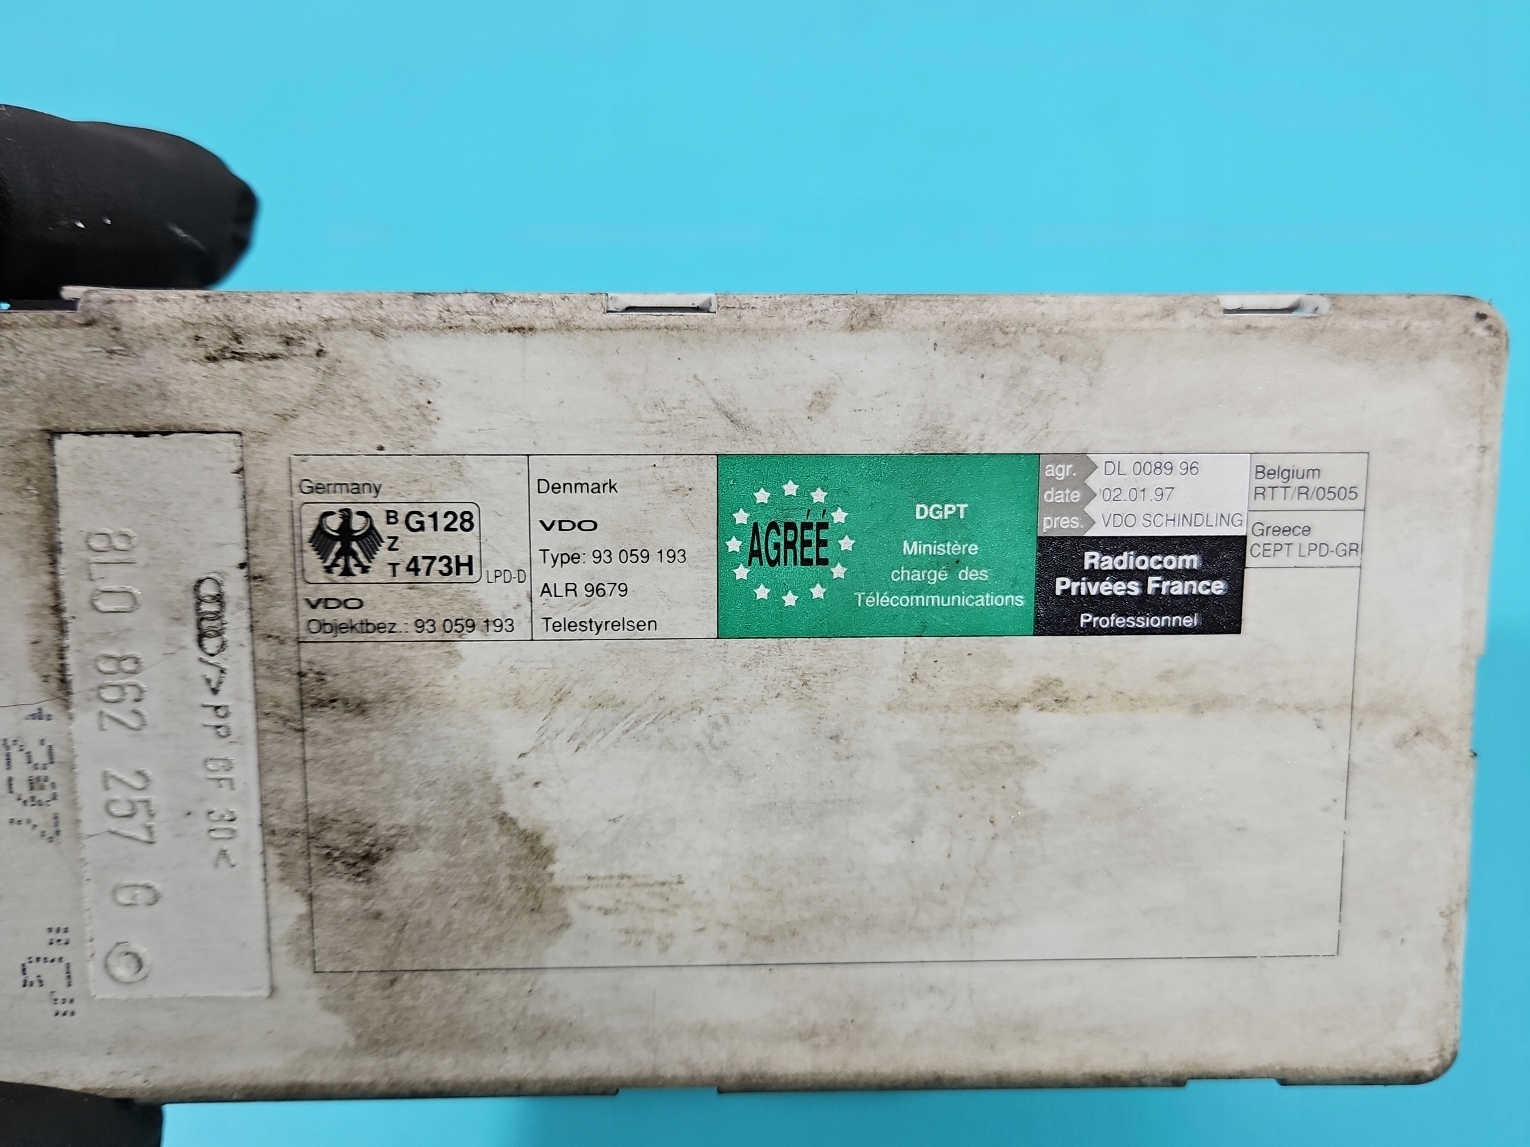 8L0 862 257 G
>PP GF 30<
Germany
B G128
Z
T 473H
LPD-D
VDO
Objektbez.: 93 059 193
Denmark
VDO
Type: 93 059 193
ALR 9679
Telestyrelsen
AGRÉÉ
DGPT
Ministère
chargé des
Télécommunications
agr. DL 0089 96
date 02.01.97
pres. VDO SCHINDLING
Radiocom
Privées France
Professionnel
Belgium
RTT/R/0505
Greece
CEPT LPD-GR